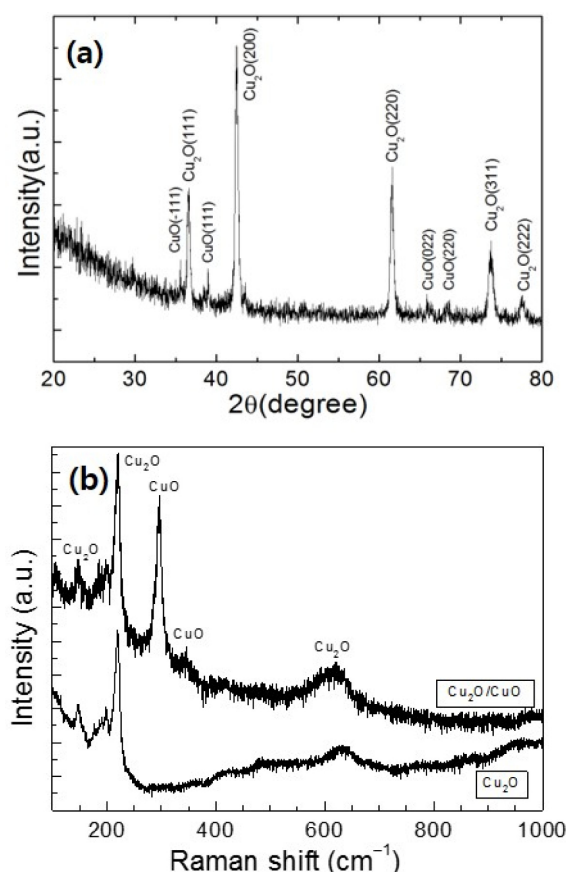 (a)
Intensity(a.u.)
CuO(-111)
Cu₂O(111)
CuO(111)
Cu₂O(200)
Cu₂O(220)
CuO(022)
CuO(220)
Cu₂O(311)
Cu₂O(222)
20 30 40 50 60 70 80
2θ(degree)
(b)
Intensity (a.u.)
Cu₂O
Cu₂O
CuO
CuO
Cu₂O
Cu₂O/CuO
Cu₂O
200 400 600 800 1000
Raman shift (cm⁻¹)